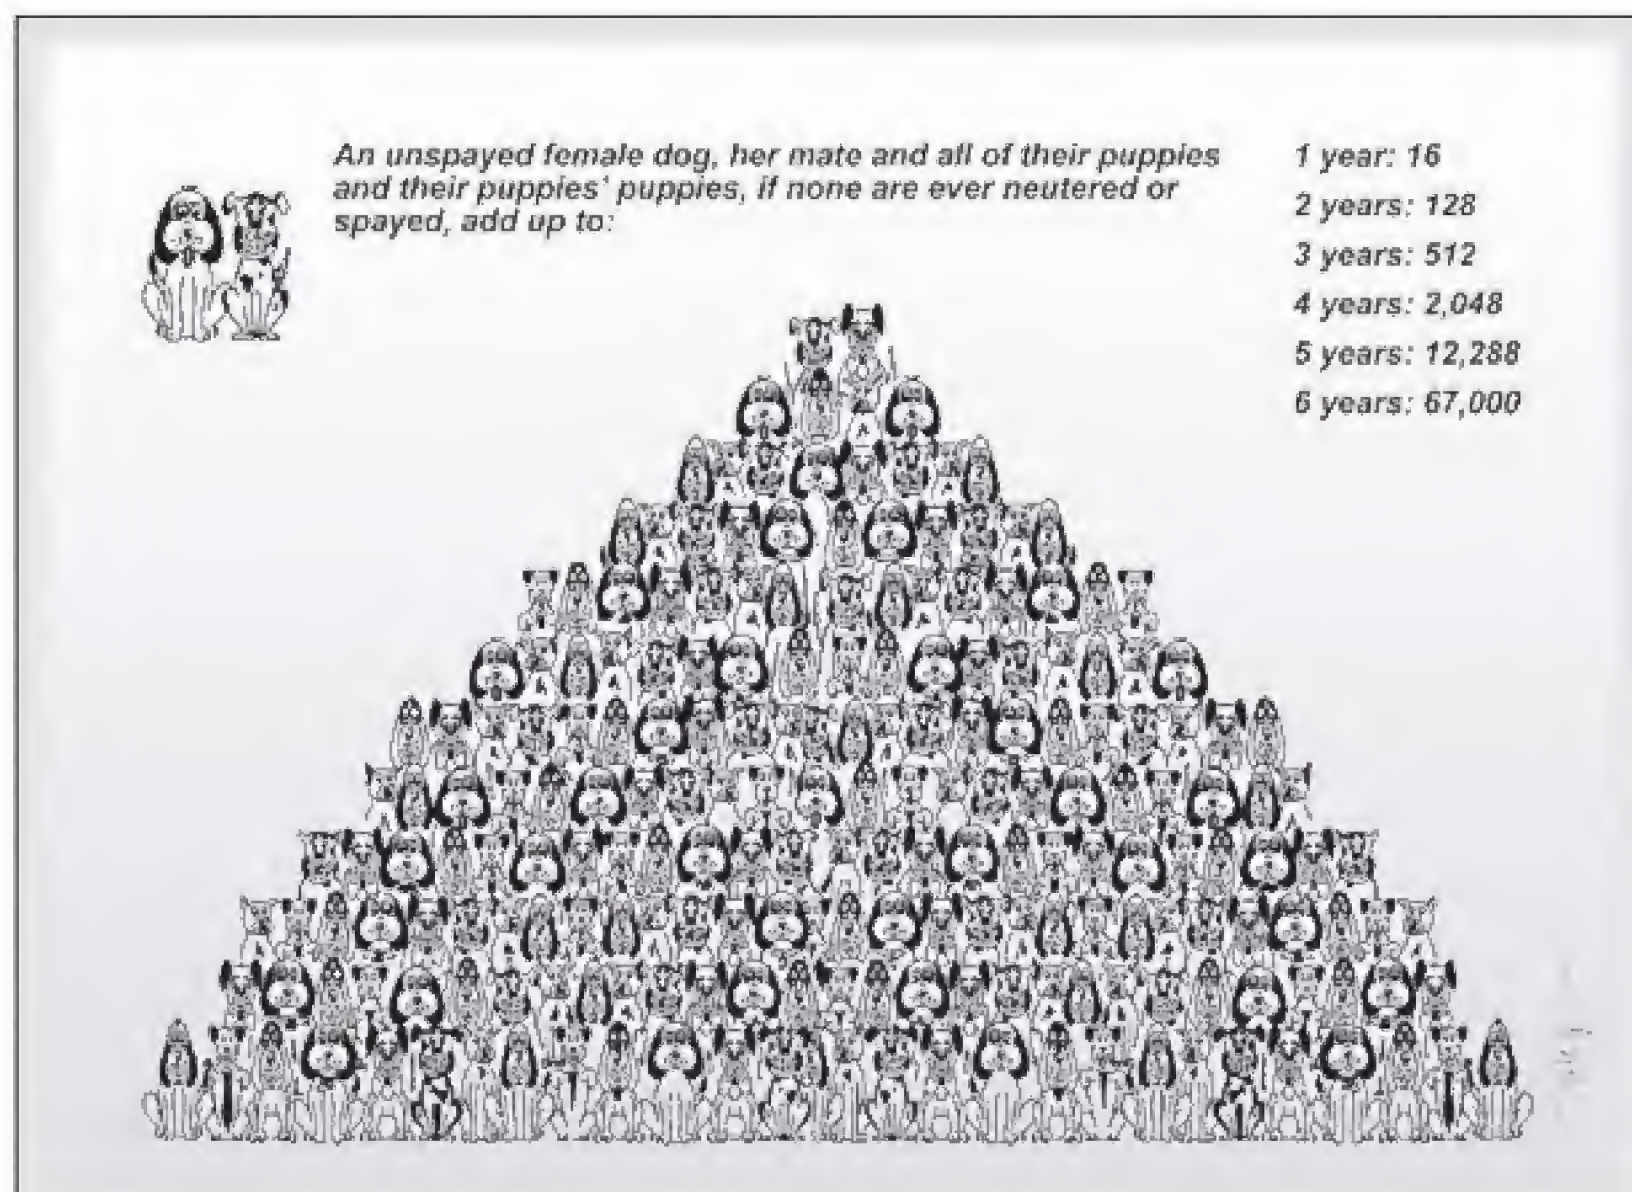 An unspayed female dog, her mate and all of their puppies
and their puppies' puppies, if none are ever neutered or
spayed, add up to:
1 year: 16
2 years: 128
3 years: 512
4 years: 2,048
5 years: 12,288
6 years: 67,000